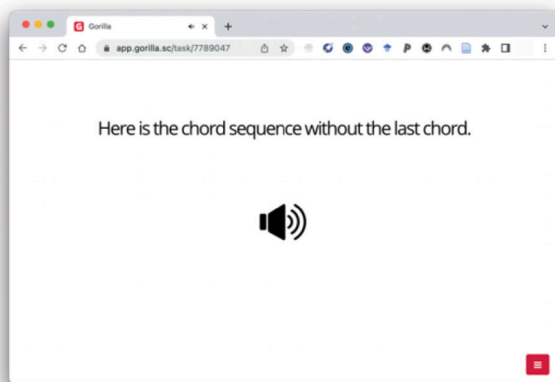 Gorilla
app.gorilla.sc/task/7789047
Here is the chord sequence without the last chord.